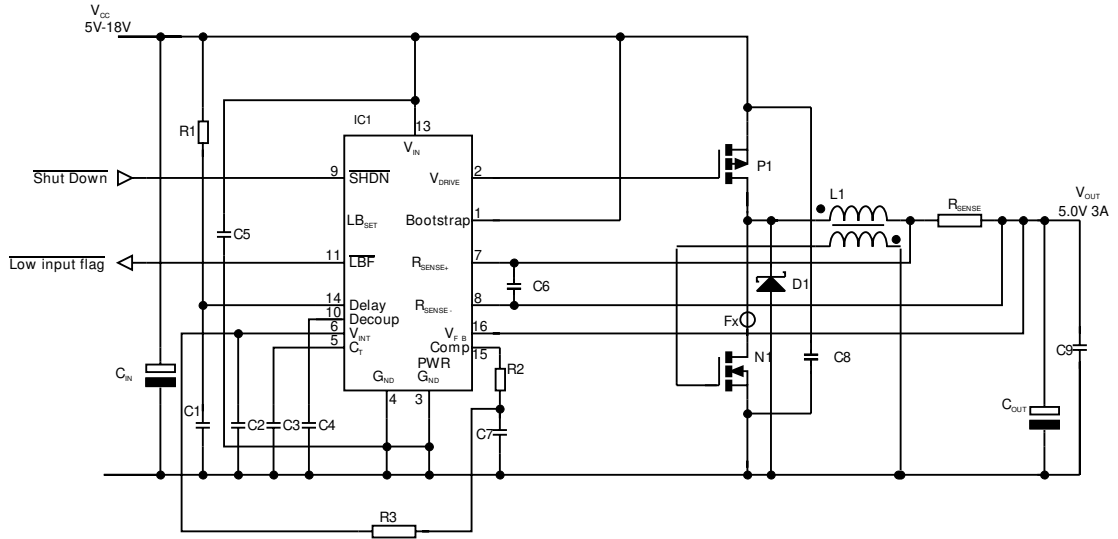 VCC
5V-18V
IC1
13
VIN
R1
P1
Shut Down
9
SHDN
VDRIVE
2
L1
VOUT
5.0V 3A
RSENSE
LBSET
Bootstrap
1
C5
Low input flag
11
LBF
RSENSE+
7
C6
D1
14
Delay
RSENSE-
8
10
Decoup
Fx
6
VINT
VFB
16
5
CT
Comp
15
N1
C8
C9
PWR
R2
CIN
GND
GND
4
3
COUT
C1
C2
C3
C4
C7
R3